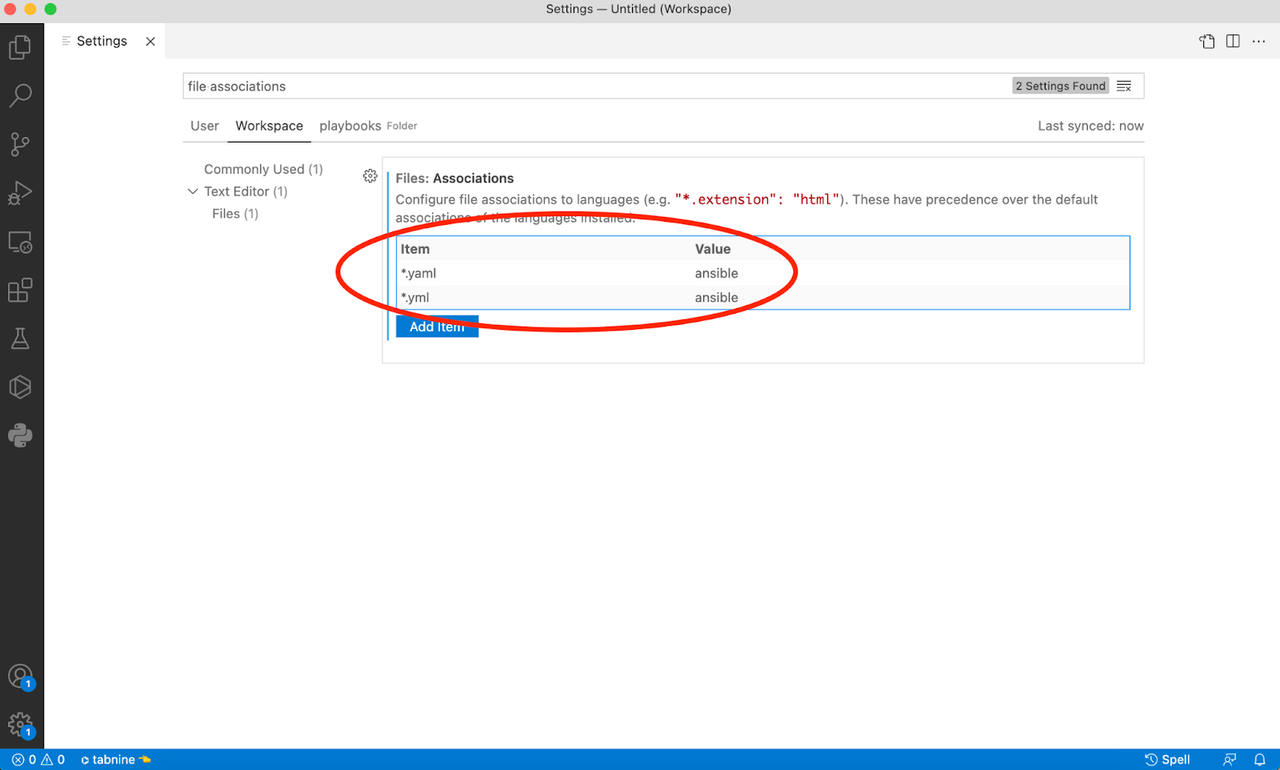 Settings — Untitled (Workspace)
Settings
file associations
2 Settings Found
User Workspace playbooks Folder
Last synced: now
Commonly Used (1)
Text Editor (1)
Files (1)
Files: Associations
Configure file associations to languages (e.g. "*.extension": "html"). These have precedence over the default
associations of the languages installed.
Item Value
*.yaml ansible
*.yml ansible
Add Item
1
1
0 0 tabnine
Spell